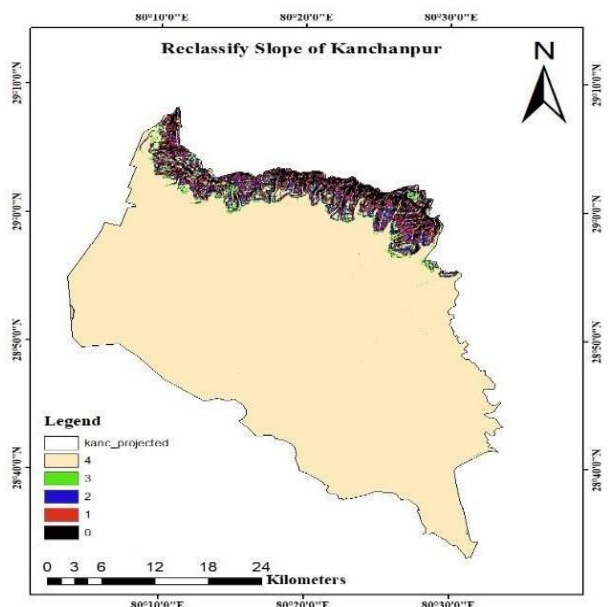 80°10'0"E 80°20'0"E 80°30'0"E
Reclassify Slope of Kanchanpur
N
29°10'0"N 29°10'0"N
29°0'0"N 29°0'0"N
28°50'0"N 28°50'0"N
28°40'0"N 28°40'0"N
Legend
kanc_projected
4
3
2
1
0
0 3 6 12 18 24
Kilometers
80°10'0"E 80°20'0"E 80°30'0"E